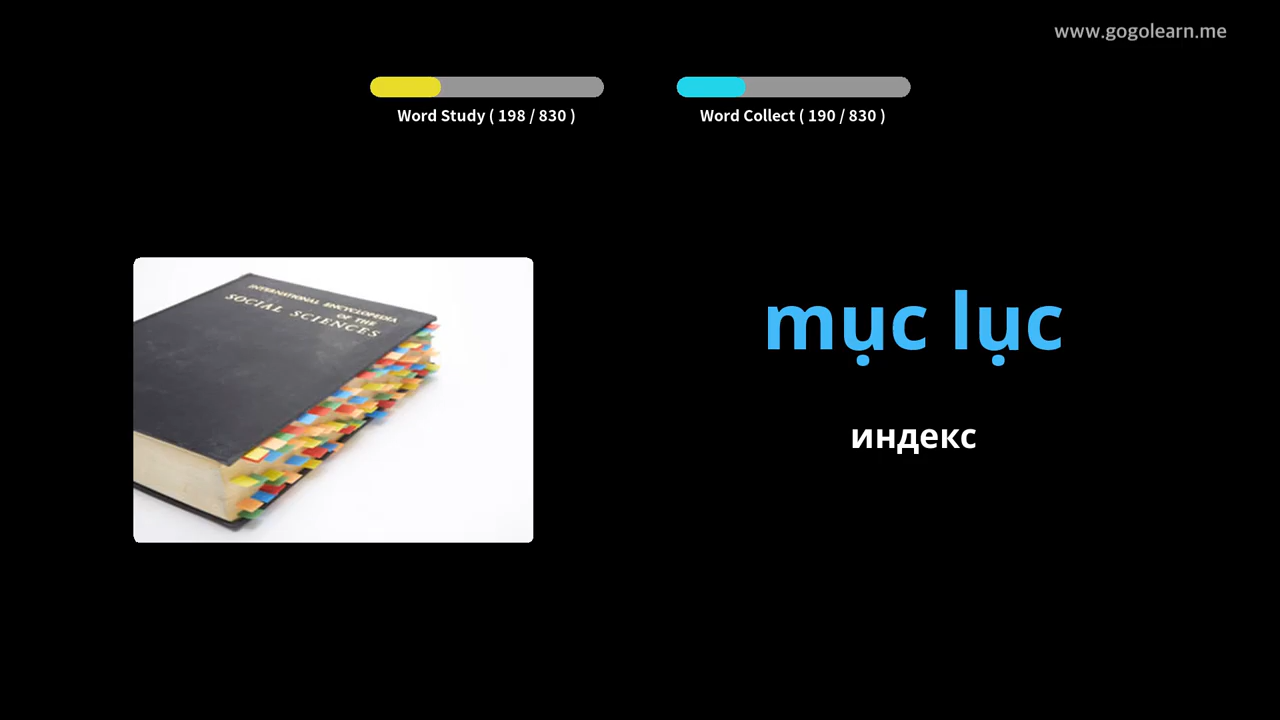 www.gogolearn.me
Word Study ( 198 / 830 )
Word Collect ( 190 / 830 )
INTERNATIONAL ENCYCLOPEDIA
OF THE
SOCIAL SCIENCES
mục lục
индекс